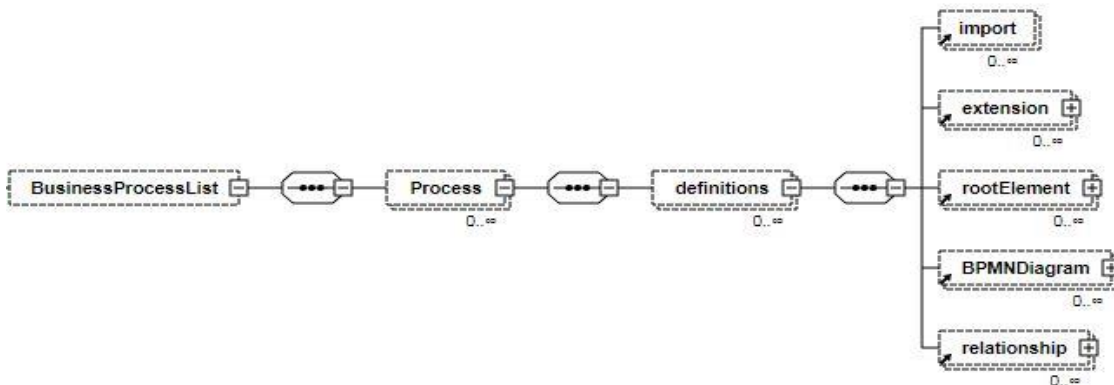 import
0..∞
extension
0..∞
BusinessProcessList
Process
0..∞
definitions
0..∞
rootElement
0..∞
BPMNDiagram
0..∞
relationship
0..∞